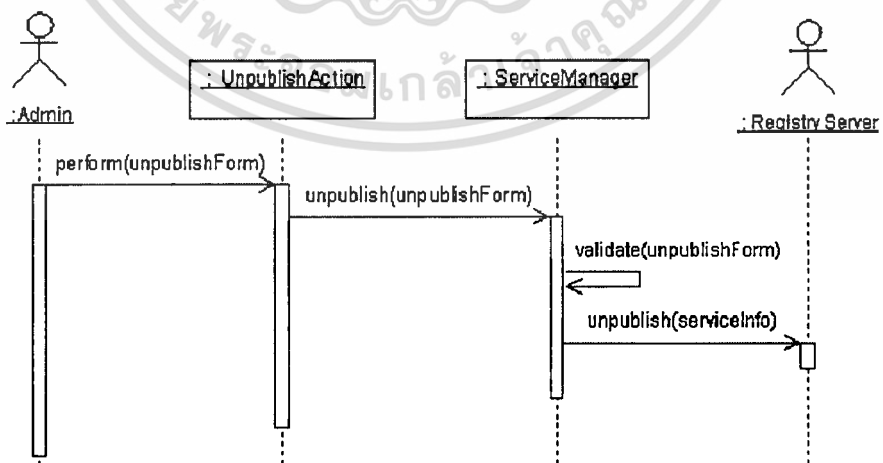 :Admin
: UnpublishAction
: ServiceManager
: Registry Server
perform(unpublishForm)
unpublish(unpublishForm)
validate(unpublishForm)
unpublish(serviceInfo)